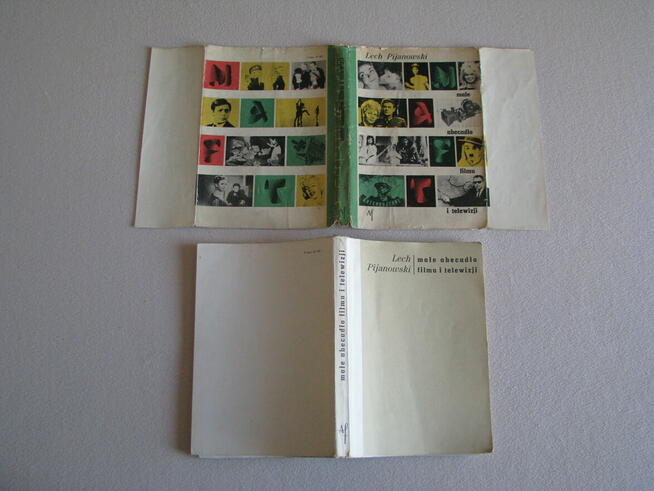 Lech Pijanowski
małe
abecadło
filmu
i telewizji
Lech
Pijanowski
małe abecadło
filmu i telewizji
małe abecadło filmu i telewizji